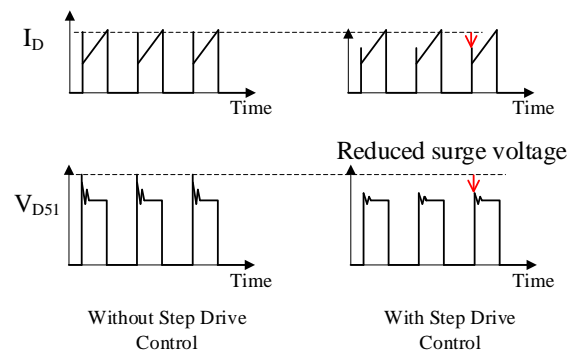 I_D
Time
Time
Reduced surge voltage
V_D51
Time
Time
Without Step Drive
Control
With Step Drive
Control